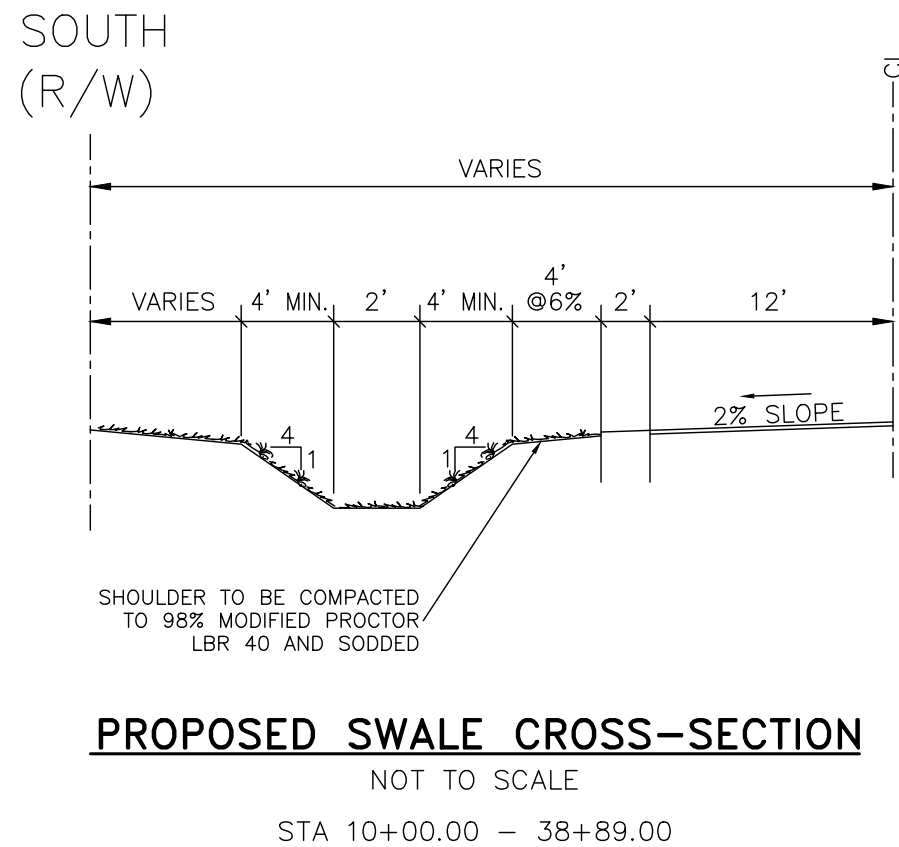 SOUTH
(R/W)
CL
VARIES
VARIES
4' MIN.
2'
4' MIN.
4'
@6%
2'
12'
2% SLOPE
4
1
4
1
SHOULDER TO BE COMPACTED
TO 98% MODIFIED PROCTOR
LBR 40 AND SODDED
PROPOSED SWALE CROSS-SECTION
NOT TO SCALE
STA 10+00.00 - 38+89.00